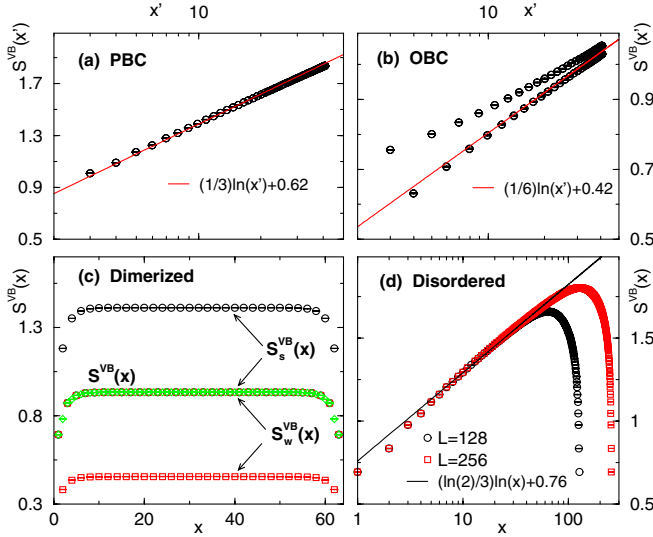 x' 10
10 x'
S^VB(x')
1.7
1.3
0.9
0.5
(a) PBC
(1/3)ln(x')+0.62
(b) OBC
(1/6)ln(x')+0.42
0.9
0.7
0.5
S^VB(x')
(c) Dimerized
S_s^VB(x)
S^VB(x)
S_w^VB(x)
1.3
0.8
0.3
0 20 40 60
x
(d) Disordered
L=128
L=256
(ln(2)/3)ln(x)+0.76
S^VB(x)
1.5
1
0.5
1 10 100
x